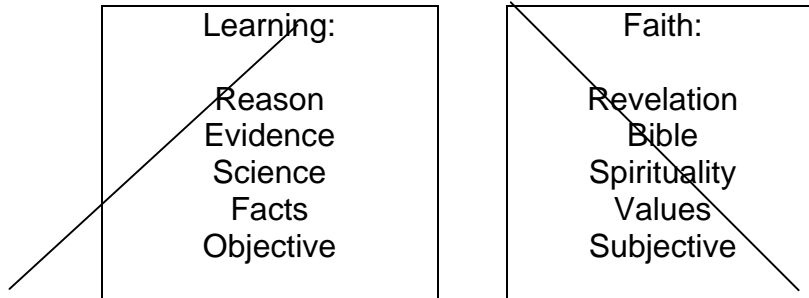 Learning:
Reason
Evidence
Science
Facts
Objective
Faith:
Revelation
Bible
Spirituality
Values
Subjective